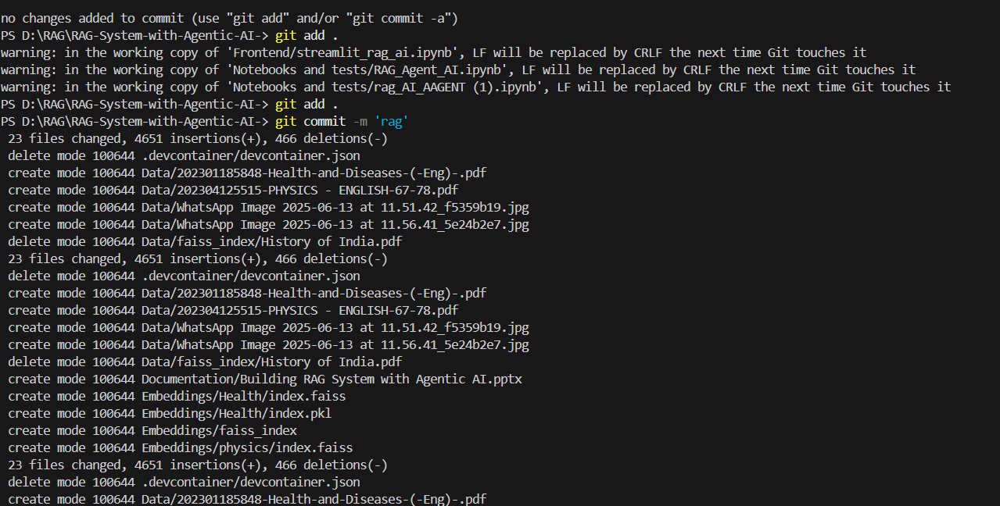 no changes added to commit (use "git add" and/or "git commit -a")
PS D:\RAG\RAG-System-with-Agentic-AI-> git add .
warning: in the working copy of 'Frontend/streamlit_rag_ai.ipynb', LF will be replaced by CRLF the next time Git touches it
warning: in the working copy of 'Notebooks and tests/RAG_Agent_AI.ipynb', LF will be replaced by CRLF the next time Git touches it
warning: in the working copy of 'Notebooks and tests/rag_AI_AAGENT (1).ipynb', LF will be replaced by CRLF the next time Git touches it
PS D:\RAG\RAG-System-with-Agentic-AI-> git add .
PS D:\RAG\RAG-System-with-Agentic-AI-> git commit -m 'rag'
 23 files changed, 4651 insertions(+), 466 deletions(-)
 delete mode 100644 .devcontainer/devcontainer.json
 create mode 100644 Data/202301185848-Health-and-Diseases-(-Eng)-.pdf
 create mode 100644 Data/202304125515-PHYSICS - ENGLISH-67-78.pdf
 create mode 100644 Data/WhatsApp Image 2025-06-13 at 11.51.42_f5359b19.jpg
 create mode 100644 Data/WhatsApp Image 2025-06-13 at 11.56.41_5e24b2e7.jpg
 delete mode 100644 Data/faiss_index/History of India.pdf
 23 files changed, 4651 insertions(+), 466 deletions(-)
 delete mode 100644 .devcontainer/devcontainer.json
 create mode 100644 Data/202301185848-Health-and-Diseases-(-Eng)-.pdf
 create mode 100644 Data/202304125515-PHYSICS - ENGLISH-67-78.pdf
 create mode 100644 Data/WhatsApp Image 2025-06-13 at 11.51.42_f5359b19.jpg
 create mode 100644 Data/WhatsApp Image 2025-06-13 at 11.56.41_5e24b2e7.jpg
 delete mode 100644 Data/faiss_index/History of India.pdf
 create mode 100644 Documentation/Building RAG System with Agentic AI.pptx
 create mode 100644 Embeddings/Health/index.faiss
 create mode 100644 Embeddings/Health/index.pkl
 create mode 100644 Embeddings/faiss_index
 create mode 100644 Embeddings/physics/index.faiss
 23 files changed, 4651 insertions(+), 466 deletions(-)
 delete mode 100644 .devcontainer/devcontainer.json
 create mode 100644 Data/202301185848-Health-and-Diseases-(-Eng)-.pdf